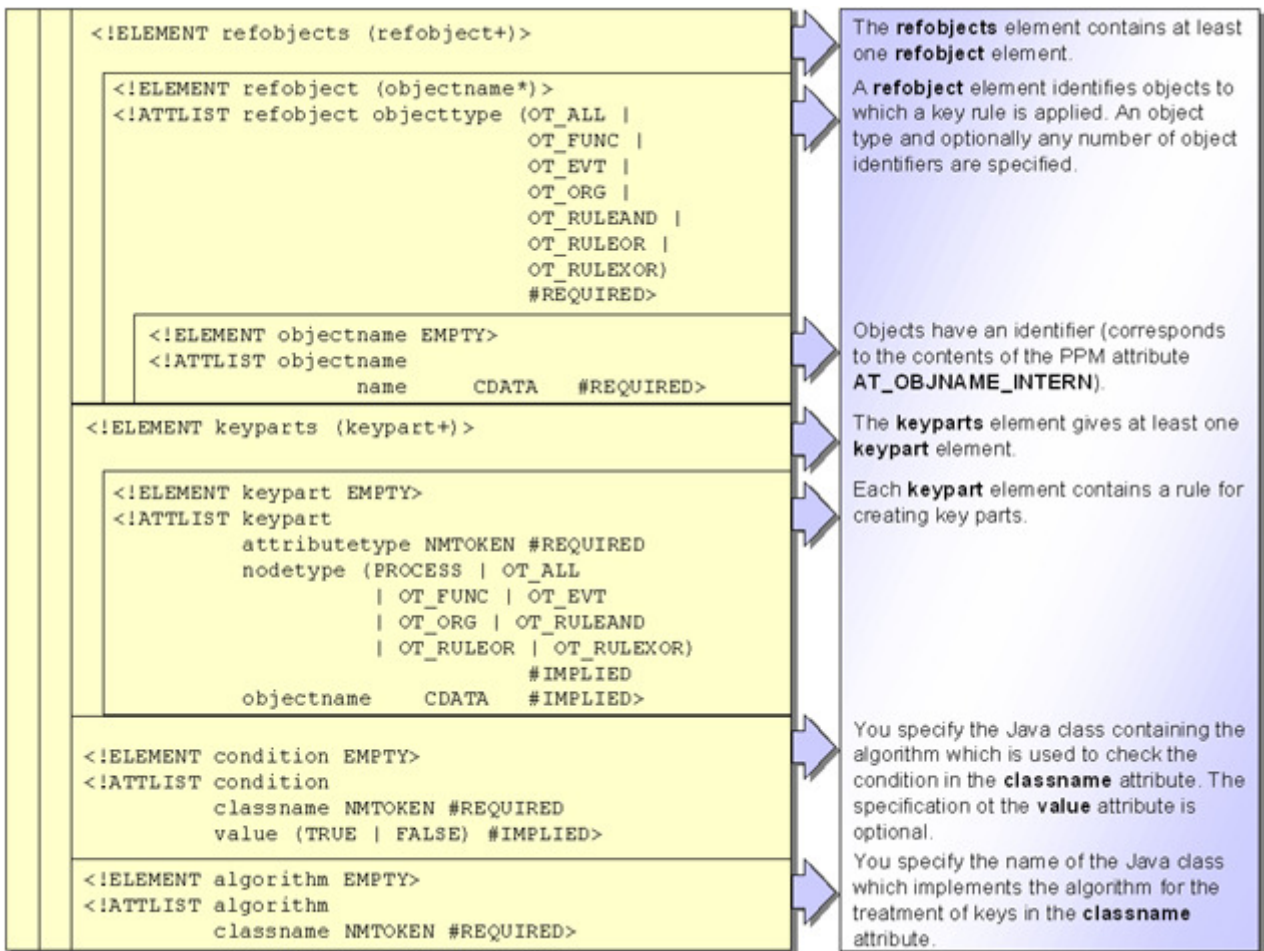 <!ELEMENT refobjects (refobject+)>
<!ELEMENT refobject (objectname*)>
<!ATTLIST refobject objecttype (OT_ALL |
OT_FUNC |
OT_EVT |
OT_ORG |
OT_RULEAND |
OT_RULEOR |
OT_RULEXOR)
#REQUIRED>
<!ELEMENT objectname EMPTY>
<!ATTLIST objectname
name CDATA #REQUIRED>
<!ELEMENT keyparts (keypart+)>
<!ELEMENT keypart EMPTY>
<!ATTLIST keypart
attributetype NMTOKEN #REQUIRED
nodetype (PROCESS | OT_ALL
| OT_FUNC | OT_EVT
| OT_ORG | OT_RULEAND
| OT_RULEOR | OT_RULEXOR)
#IMPLIED
objectname CDATA #IMPLIED>
<!ELEMENT condition EMPTY>
<!ATTLIST condition
classname NMTOKEN #REQUIRED
value (TRUE | FALSE) #IMPLIED>
<!ELEMENT algorithm EMPTY>
<!ATTLIST algorithm
classname NMTOKEN #REQUIRED>
The refobjects element contains at least
one refobject element.
A refobject element identifies objects to
which a key rule is applied. An object
type and optionally any number of object
identifiers are specified.
Objects have an identifier (corresponds
to the contents of the PPM attribute
AT_OBJNAME_INTERN).
The keyparts element gives at least one
keypart element.
Each keypart element contains a rule for
creating key parts.
You specify the Java class containing the
algorithm which is used to check the
condition in the classname attribute. The
specification ot the value attribute is
optional.
You specify the name of the Java class
which implements the algorithm for the
treatment of keys in the classname
attribute.